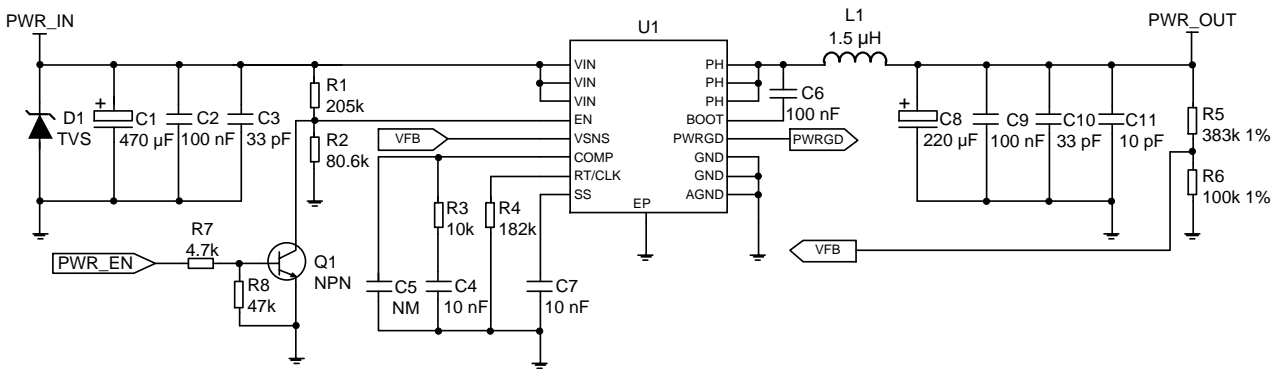 PWR_IN
D1
TVS
C1
470 µF
C2
100 nF
C3
33 pF
R1
205k
R2
80.6k
PWR_EN
R7
4.7k
R8
47k
Q1
NPN
VFB
C5
NM
R3
10k
C4
10 nF
R4
182k
C7
10 nF
U1
VIN
VIN
VIN
EN
VSNS
COMP
RT/CLK
SS
EP
PH
PH
PH
BOOT
PWRGD
GND
GND
AGND
C6
100 nF
PWRGD
L1
1.5 µH
C8
220 µF
C9
100 nF
C10
33 pF
C11
10 pF
PWR_OUT
R5
383k 1%
R6
100k 1%
VFB